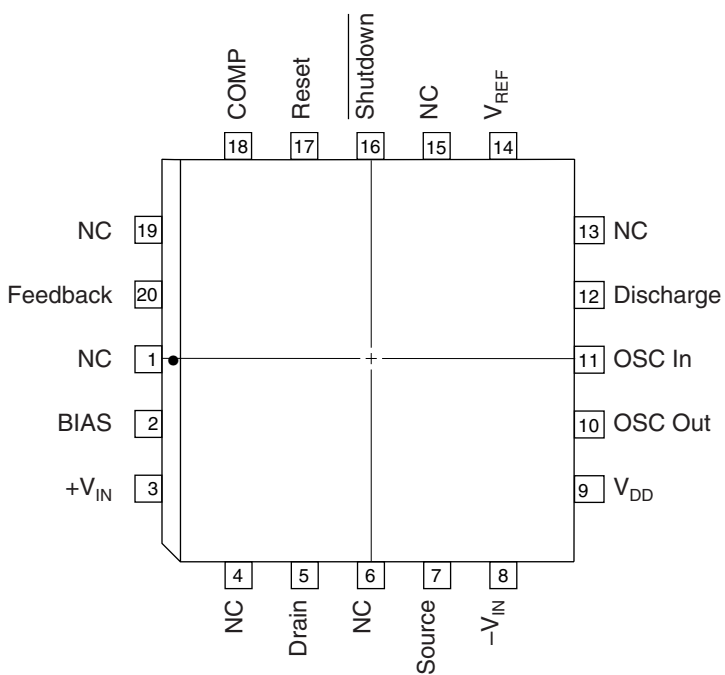 COMP
Reset
Shutdown
NC
VREF
18
17
16
15
14
NC 19
13 NC
Feedback 20
12 Discharge
NC 1
11 OSC In
BIAS 2
10 OSC Out
+VIN 3
9 VDD
4
5
6
7
8
NC
Drain
NC
Source
–VIN